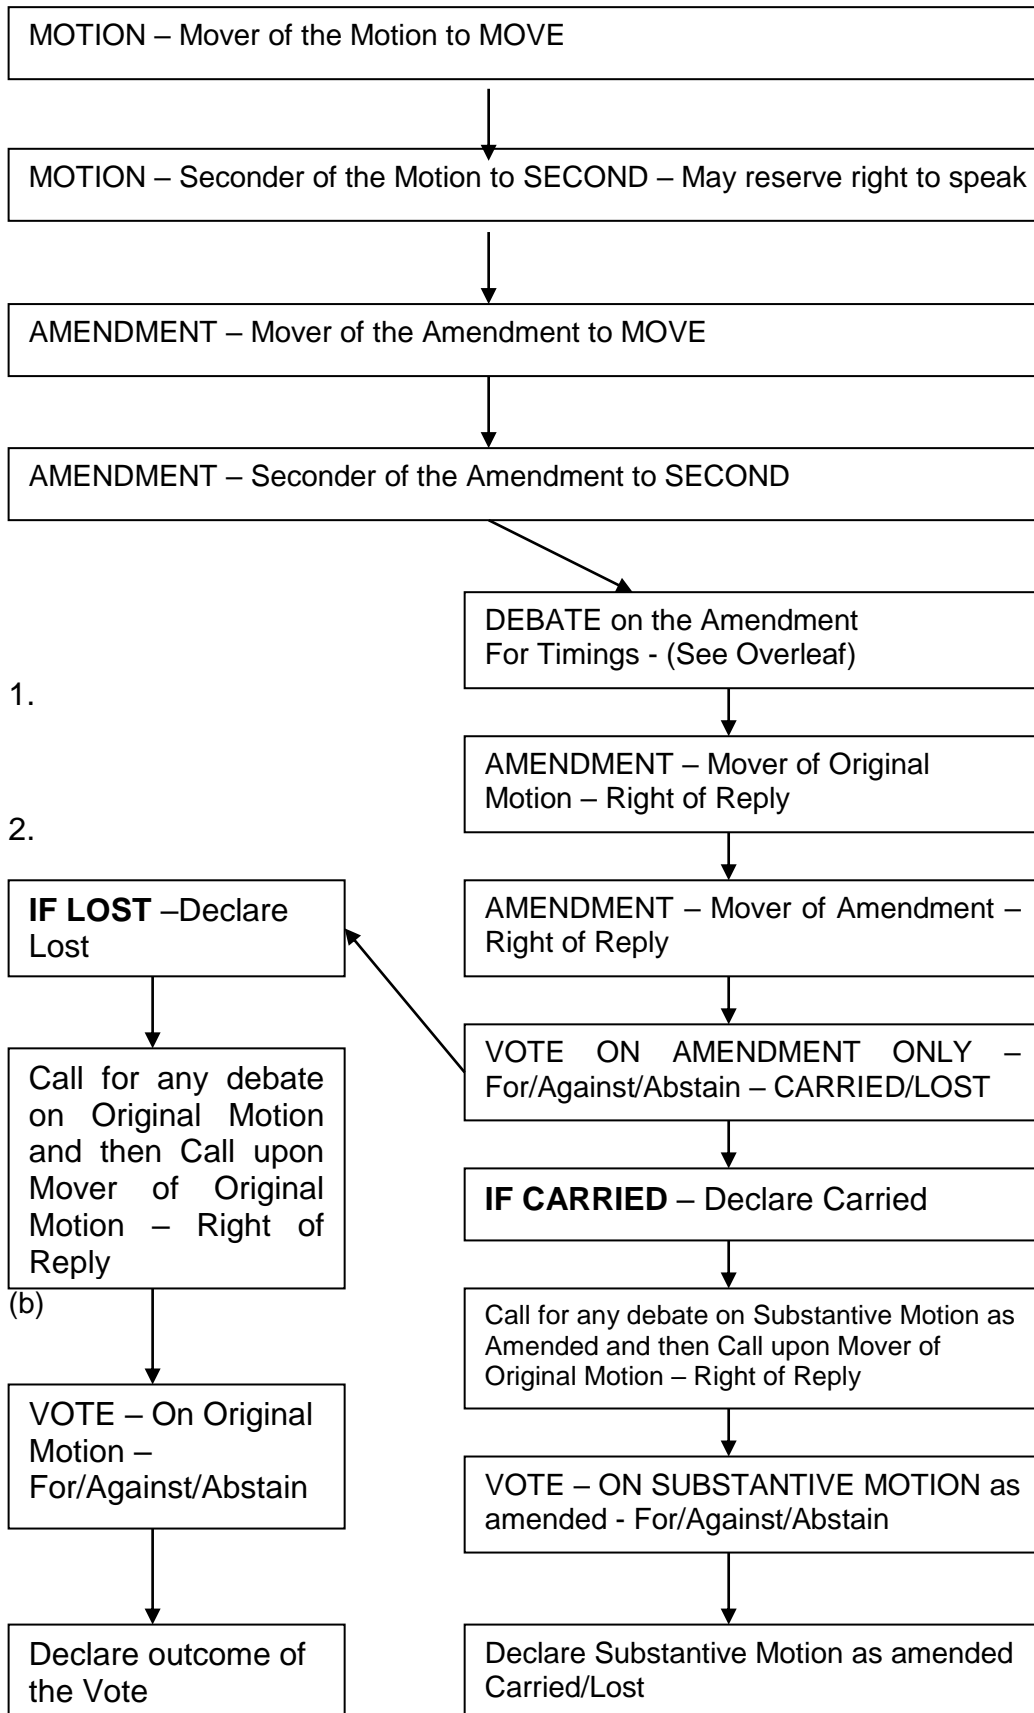 MOTION – Mover of the Motion to MOVE
MOTION – Seconder of the Motion to SECOND – May reserve right to speak
AMENDMENT – Mover of the Amendment to MOVE
AMENDMENT – Seconder of the Amendment to SECOND
DEBATE on the Amendment
For Timings - (See Overleaf)
1.
AMENDMENT – Mover of Original
Motion – Right of Reply
2.
AMENDMENT – Mover of Amendment –
Right of Reply
VOTE ON AMENDMENT ONLY –
For/Against/Abstain – CARRIED/LOST
IF LOST –Declare
Lost
Call for any debate
on Original Motion
and then Call upon
Mover of Original
Motion – Right of
Reply
(b)
VOTE – On Original
Motion –
For/Against/Abstain
Declare outcome of
the Vote
IF CARRIED – Declare Carried
Call for any debate on Substantive Motion as
Amended and then Call upon Mover of
Original Motion – Right of Reply
VOTE – ON SUBSTANTIVE MOTION as
amended - For/Against/Abstain
Declare Substantive Motion as amended
Carried/Lost